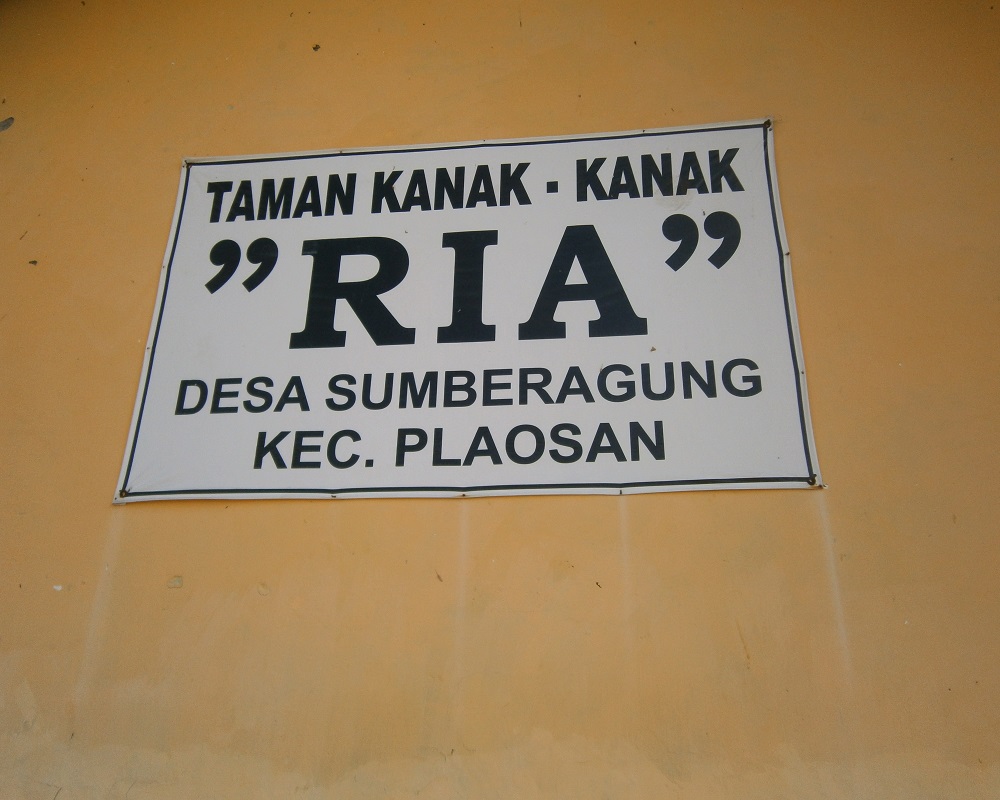 TAMAN KANAK - KANAK
”RIA”
DESA SUMBERAGUNG
KEC. PLAOSAN